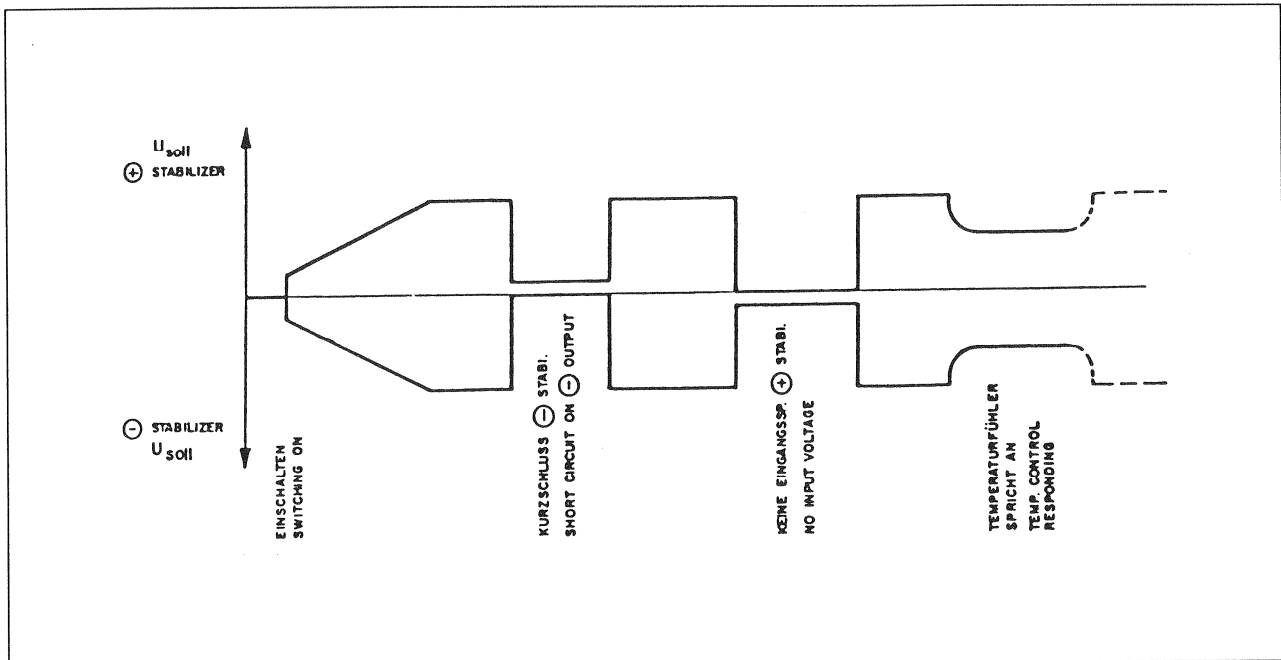 U soll
⊕ STABILIZER
⊖ STABILIZER
U soll
EINSCHALTEN
SWITCHING ON
KURZSCHLUSS ⊖ STABI.
SHORT CIRCUIT ON ⊖ OUTPUT
KEINE EINGANGSSP. ⊕ STABI.
NO INPUT VOLTAGE
TEMPERATURFÜHLER
SPRICHT AN
TEMP. CONTROL
RESPONDING